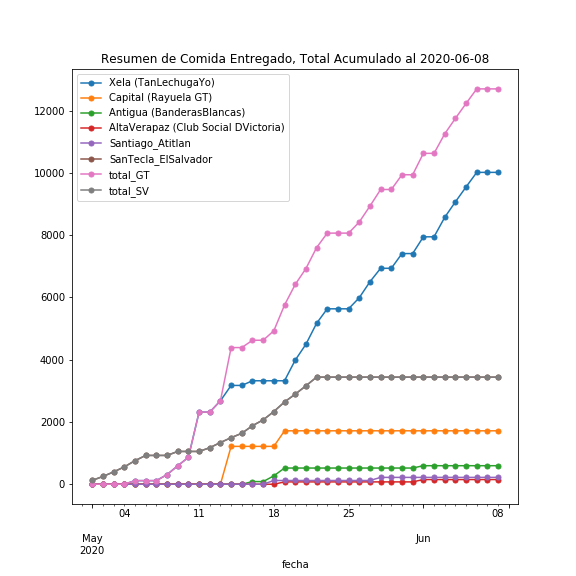 Resumen de Comida Entregado, Total Acumulado al 2020-06-08
Xela (TanLechugaYo)
Capital (Rayuela GT)
Antigua (BanderasBlancas)
AltaVerapaz (Club Social DVictoria)
Santiago_Atitlan
SanTecla_ElSalvador
total_GT
total_SV
12000
10000
8000
6000
4000
2000
0
04
11
18
25
08
May
2020
Jun
fecha